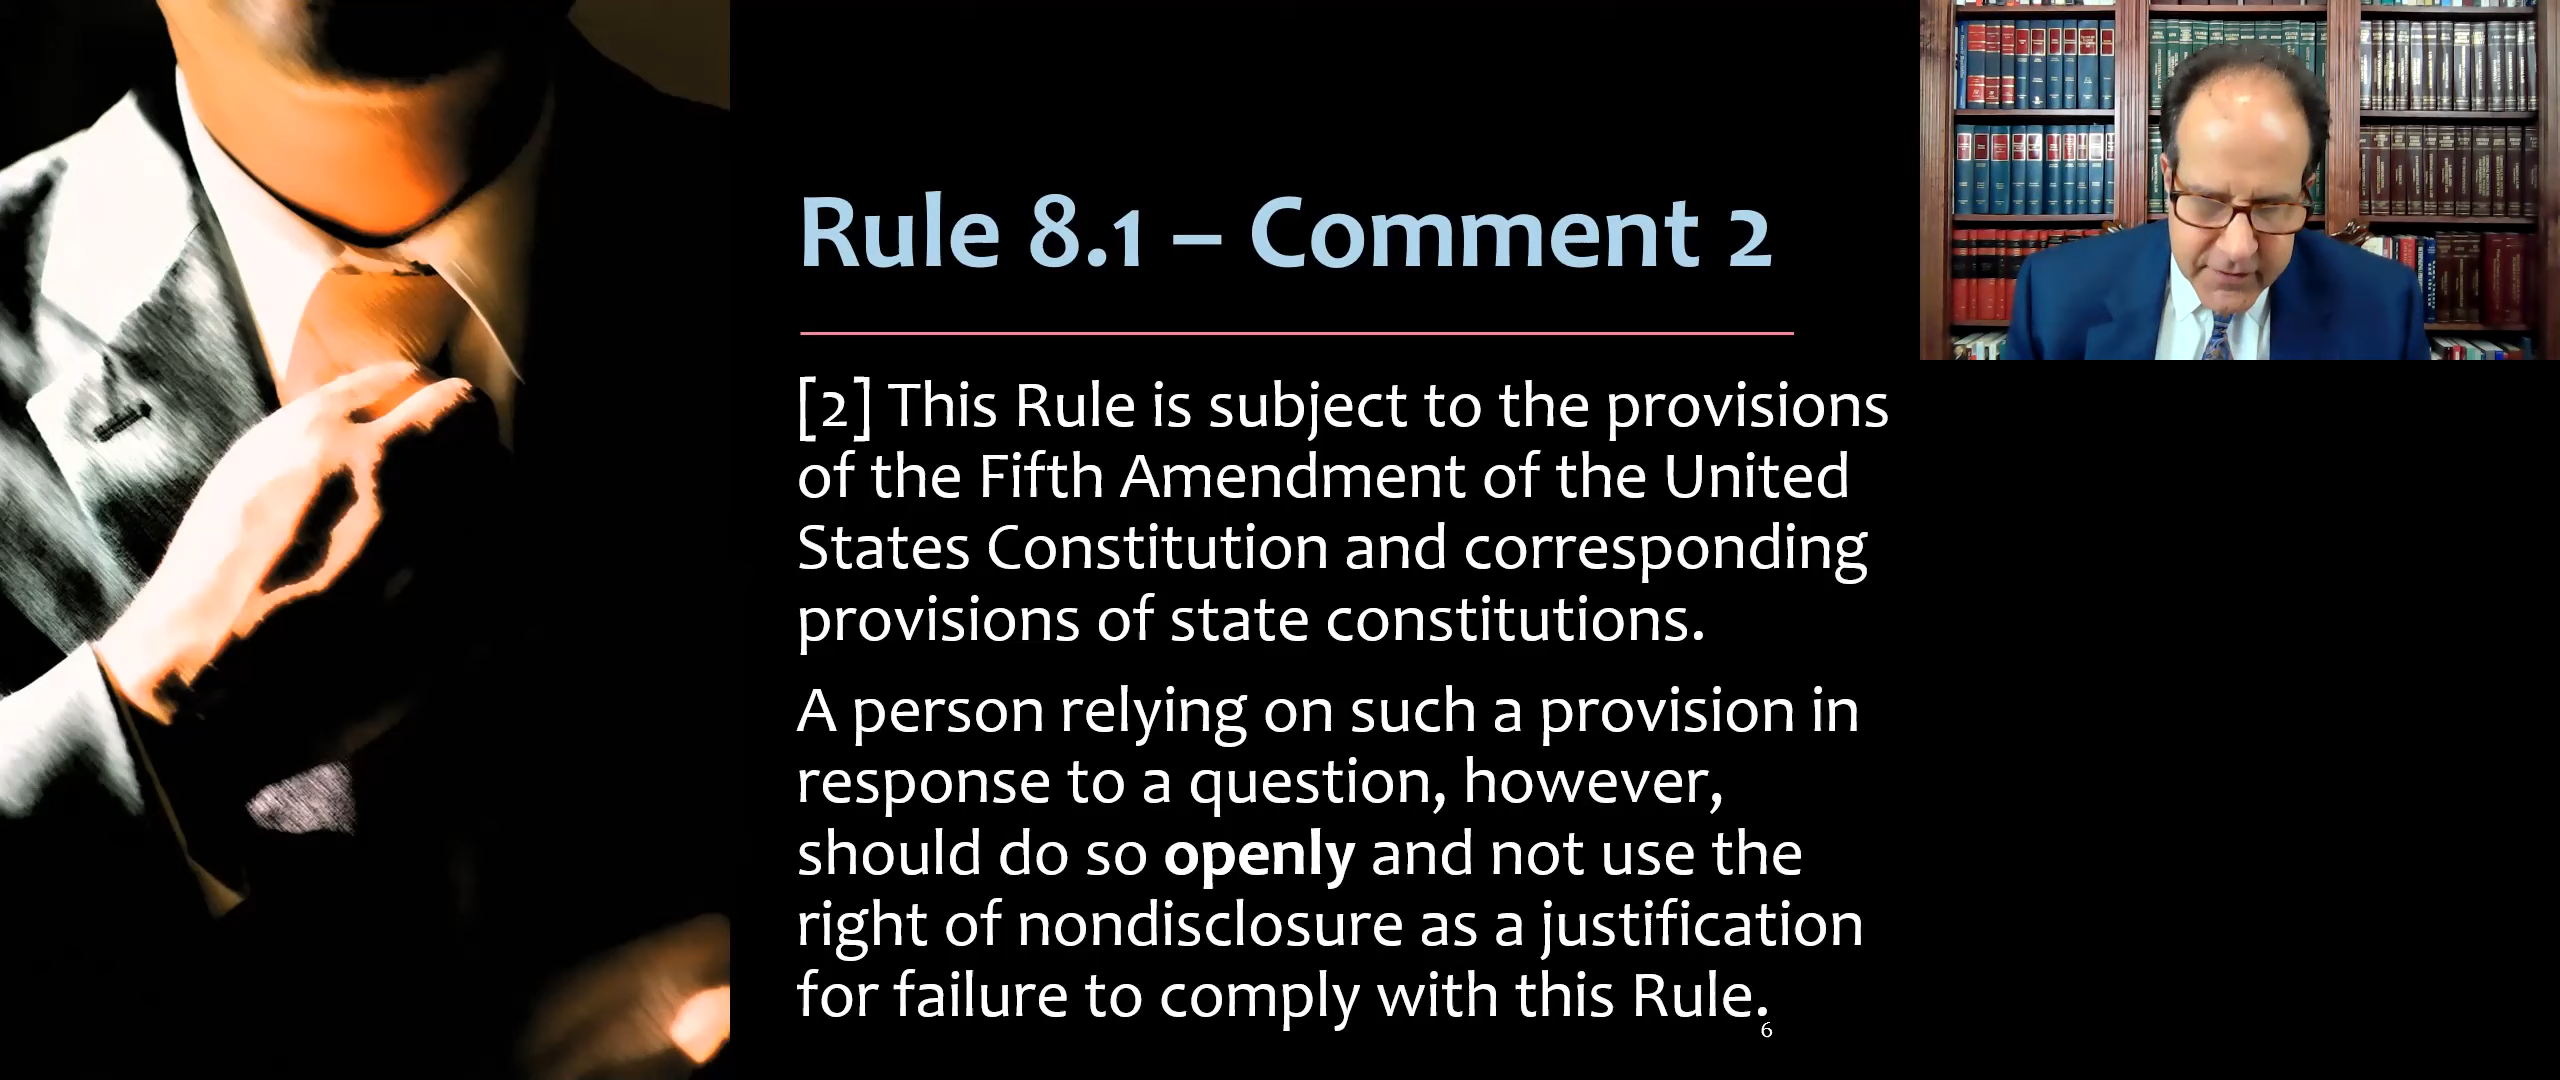 Rule 8.1 – Comment 2
[2] This Rule is subject to the provisions
of the Fifth Amendment of the United
States Constitution and corresponding
provisions of state constitutions.
A person relying on such a provision in
response to a question, however,
should do so openly and not use the
right of nondisclosure as a justification
for failure to comply with this Rule.
6